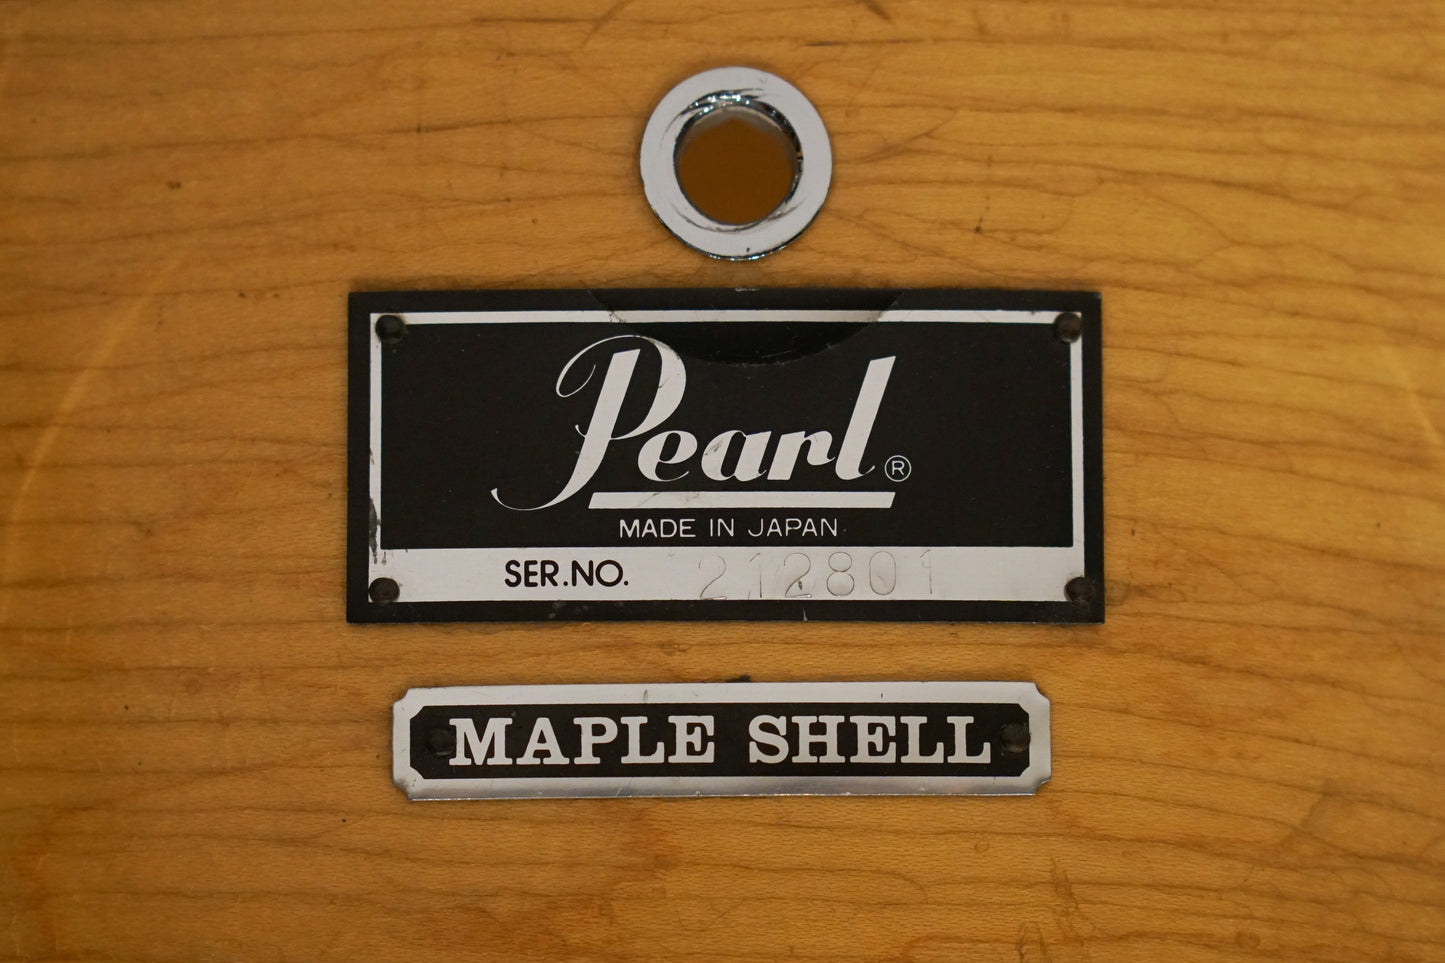 Pearl®
MADE IN JAPAN
SER.NO. 212801
MAPLE SHELL